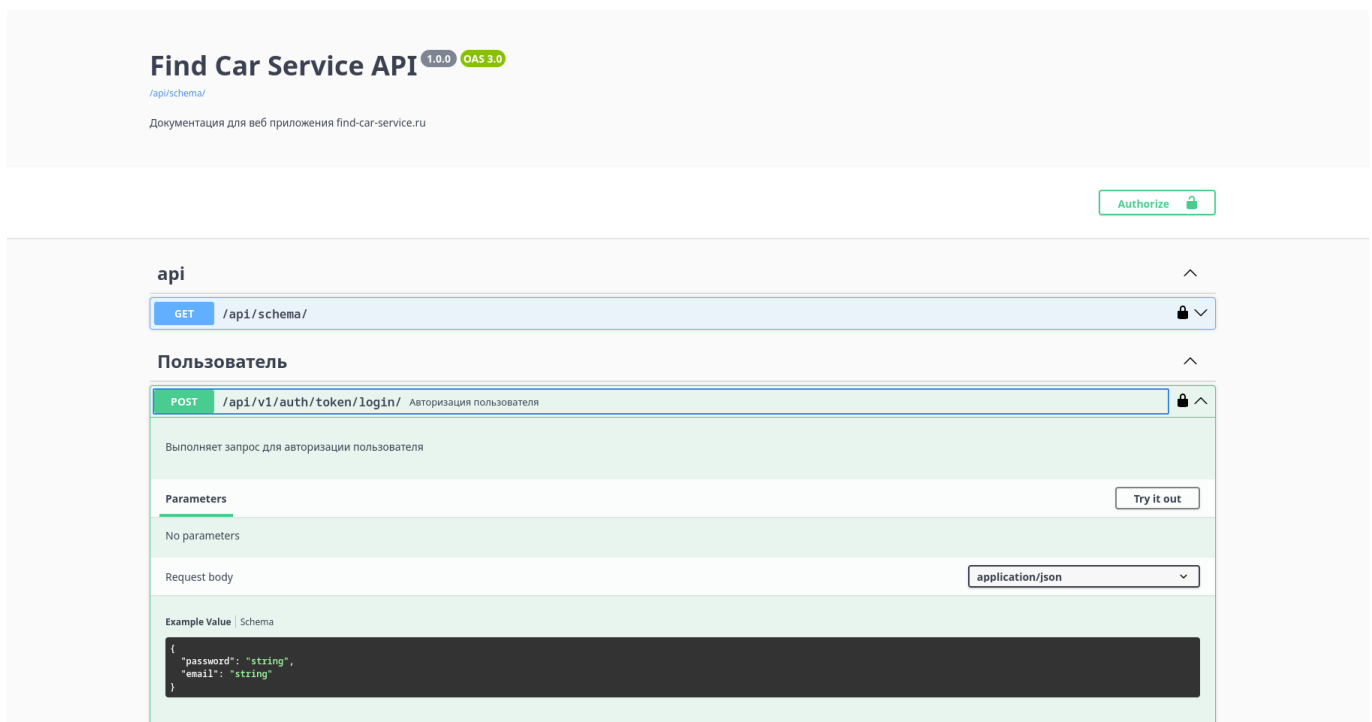 Find Car Service API 1.0.0 OAS 3.0
/api/schema/
Документация для веб приложения find-car-service.ru
Authorize
api
GET /api/schema/
Пользователь
POST /api/v1/auth/token/login/ Авторизация пользователя
Выполняет запрос для авторизации пользователя
Parameters Try it out
No parameters
Request body application/json
Example Value Schema
{
"password": "string",
"email": "string"
}